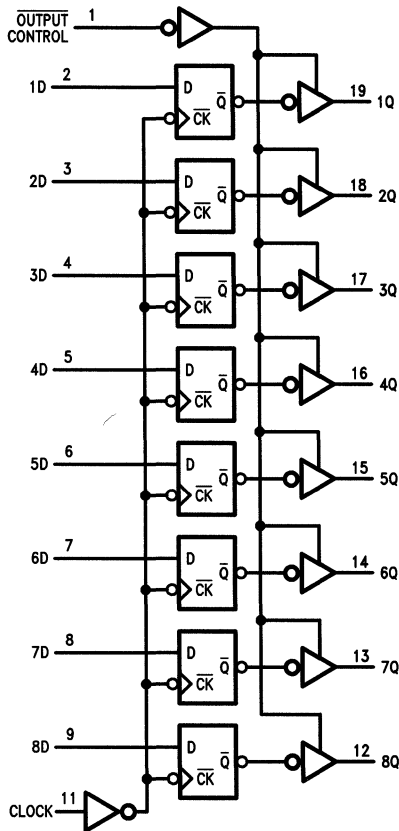 OUTPUT 1
CONTROL
1D 2 D Q 19 1Q
CK
2D 3 D Q 18 2Q
CK
3D 4 D Q 17 3Q
CK
4D 5 D Q 16 4Q
CK
5D 6 D Q 15 5Q
CK
6D 7 D Q 14 6Q
CK
7D 8 D Q 13 7Q
CK
8D 9 D Q 12 8Q
CK
CLOCK 11